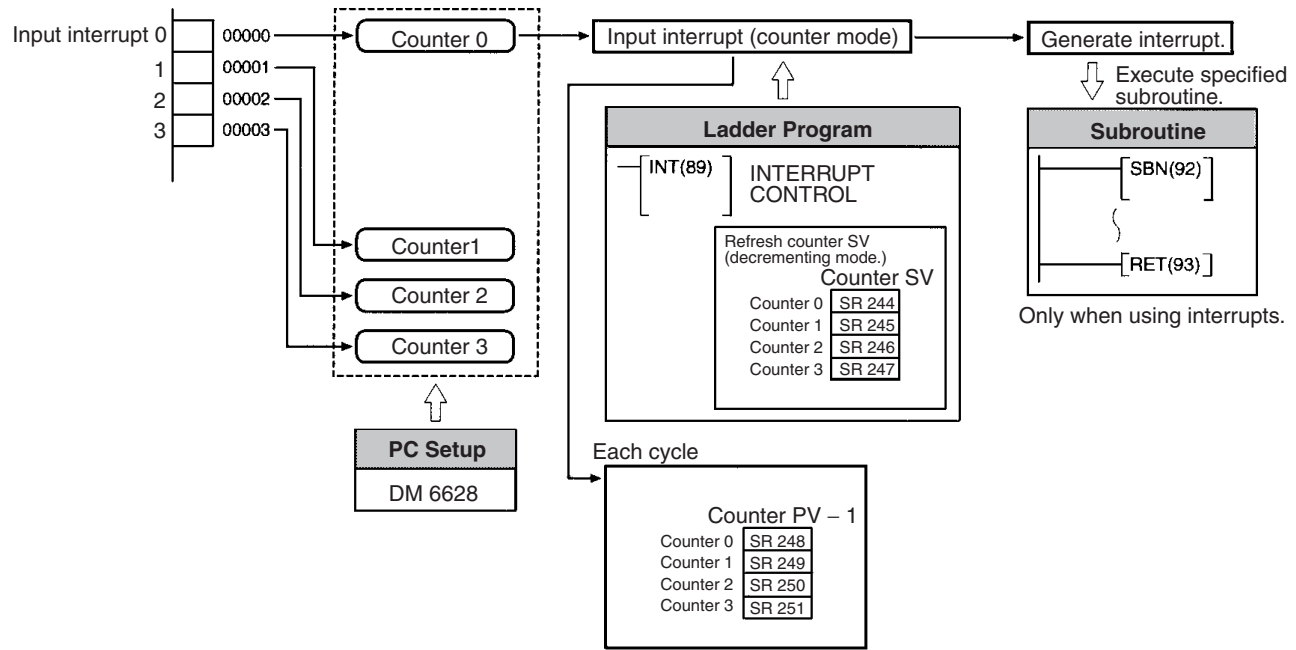 Input interrupt 0
00000
Counter 0
Input interrupt (counter mode)
Generate interrupt.
1
00001
2
00002
3
00003
Execute specified
subroutine.
Ladder Program
INT(89)
INTERRUPT
CONTROL
Refresh counter SV
(decrementing mode.)
Counter SV
Counter 0 SR 244
Counter 1 SR 245
Counter 2 SR 246
Counter 3 SR 247
Subroutine
SBN(92)
RET(93)
Only when using interrupts.
Counter1
Counter 2
Counter 3
PC Setup
DM 6628
Each cycle
Counter PV – 1
Counter 0 SR 248
Counter 1 SR 249
Counter 2 SR 250
Counter 3 SR 251